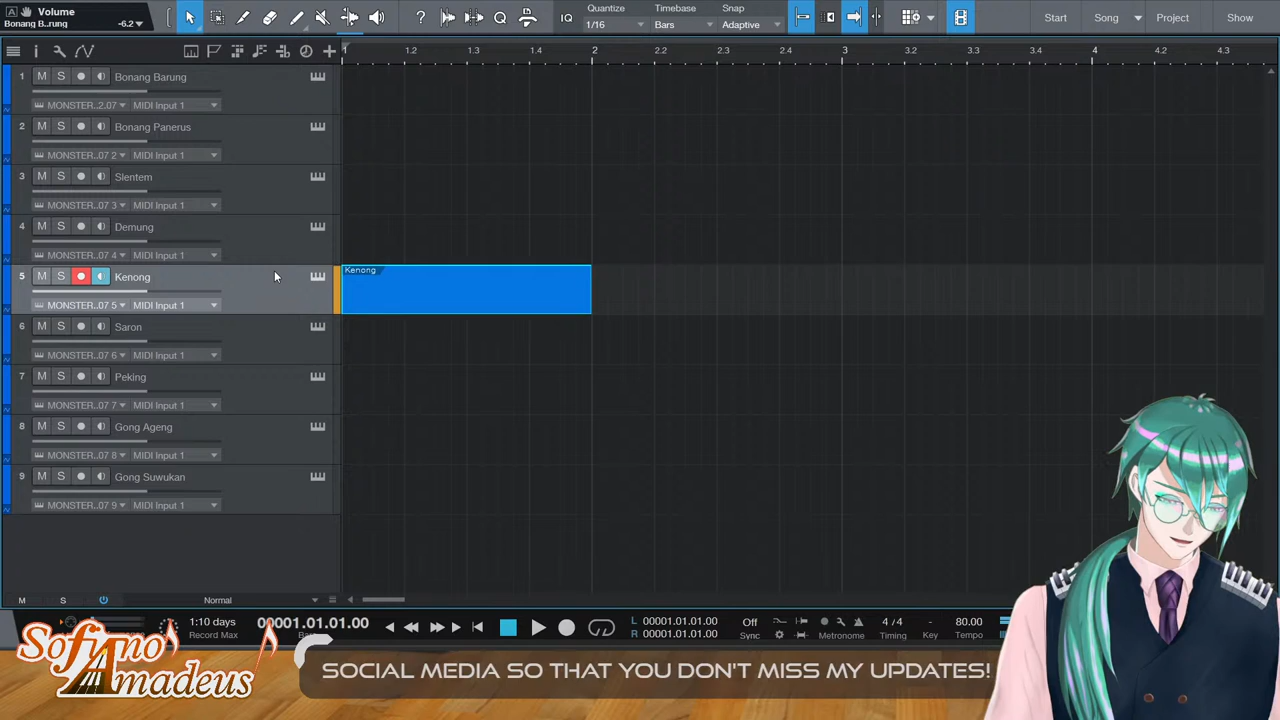 Volume
Bonang B..rung
-6.2
IQ
Quantize
1/16
Timebase
Bars
Snap
Adaptive
Start
Song
Project
Show
1
1.2
1.3
1.4
2
2.2
2.3
2.4
3
3.2
3.3
3.4
4
4.2
4.3
1 M S Bonang Barung
MONSTER..2.07 MIDI Input 1
2 M S Bonang Panerus
MONSTER..07 2 MIDI Input 1
3 M S Slentem
MONSTER..07 3 MIDI Input 1
4 M S Demung
MONSTER..07 4 MIDI Input 1
5 M S Kenong
MONSTER..07 5 MIDI Input 1
Kenong
6 M S Saron
MONSTER..07 6 MIDI Input 1
7 M S Peking
MONSTER..07 7 MIDI Input 1
8 M S Gong Ageng
MONSTER..07 8 MIDI Input 1
9 M S Gong Suwukan
MONSTER..07 9 MIDI Input 1
M S Normal
1:10 days
Record Max
00001.01.01.00
L 00001.01.01.00
R 00001.01.01.00
Off
Sync
Metronome
Timing
4 / 4
-
Key
80.00
Tempo
Sofiano
Amadeus
SOCIAL MEDIA SO THAT YOU DON'T MISS MY UPDATES!